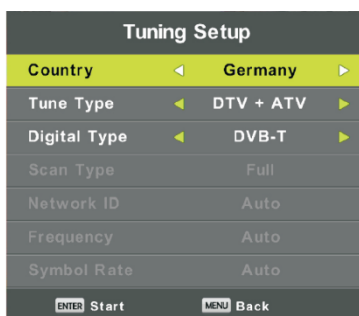 Tuning Setup
Country Germany
Tune Type DTV + ATV
Digital Type DVB-T
Scan Type Full
Network ID Auto
Frequency Auto
Symbol Rate Auto
ENTER Start MENU Back